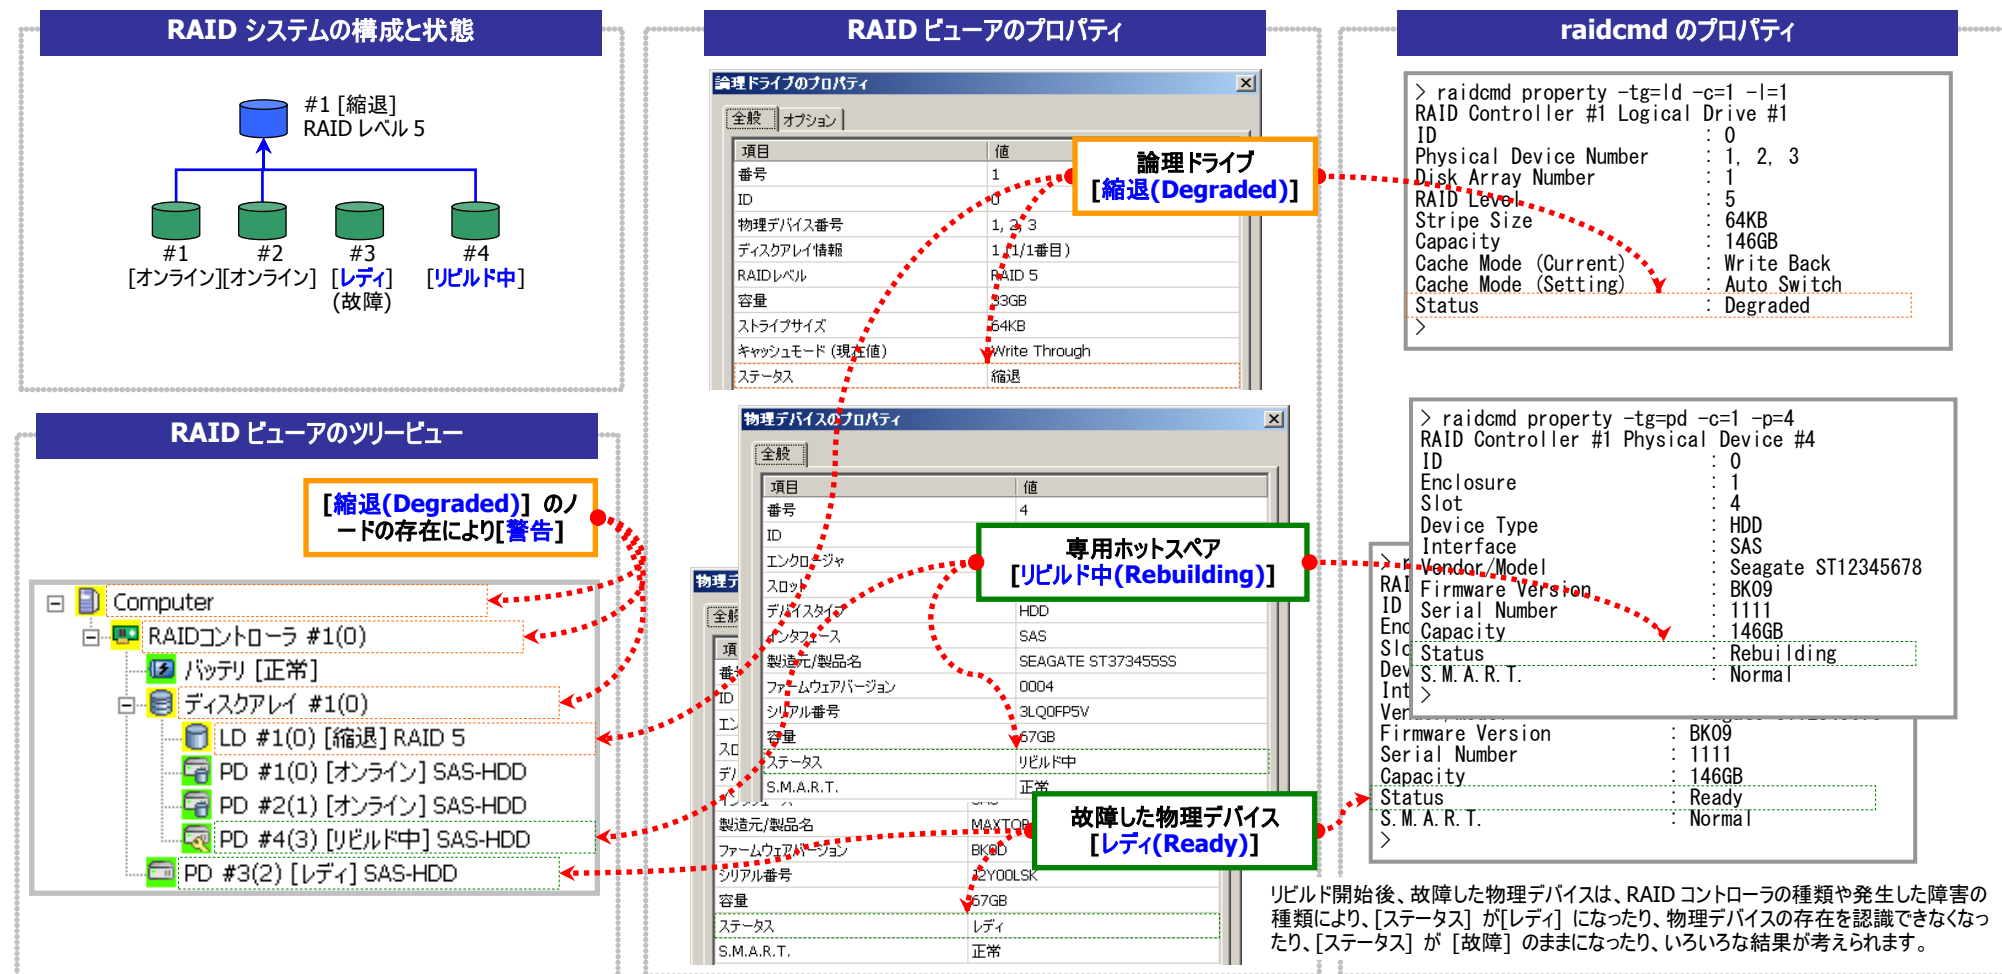 RAID システムの構成と状態
#1 [縮退]
RAID レベル 5
#1
#2
#3
#4
[オンライン][オンライン]
[レディ]
[リビルド中]
(故障)
RAID ビューアのツリービュー
[縮退(Degraded)] のノ
ードの存在により[警告]
Computer
RAIDコントローラ #1(0)
バッテリ [正常]
ディスクアレイ #1(0)
LD #1(0) [縮退] RAID 5
PD #1(0) [オンライン] SAS-HDD
PD #2(1) [オンライン] SAS-HDD
PD #4(3) [リビルド中] SAS-HDD
PD #3(2) [レディ] SAS-HDD
RAID ビューアのプロパティ
論理ドライブのプロパティ
全般 オプション
項目 値
番号 1
ID 0
物理デバイス番号 1, 2, 3
ディスクアレイ情報 1 (1/1番目)
RAIDレベル RAID 5
容量 33GB
ストライプサイズ 64KB
キャッシュモード (現在値) Write Through
ステータス 縮退
論理ドライブ
[縮退(Degraded)]
物理デバイスのプロパティ
全般
項目 値
番号 4
ID
エンクロージャ
スロット
デバイスタイプ HDD
インタフェース SAS
製造元/製品名 SEAGATE ST373455SS
ファームウェアバージョン 0004
シリアル番号 3LQ0FP5V
容量 67GB
ステータス リビルド中
S.M.A.R.T. 正常
専用ホットスペア
[リビルド中(Rebuilding)]
製造元/製品名 MAXTOR
ファームウェアバージョン BK0D
シリアル番号 J2Y00LSK
容量 67GB
ステータス レディ
S.M.A.R.T. 正常
故障した物理デバイス
[レディ(Ready)]
raidcmd のプロパティ
> raidcmd property -tg=ld -c=1 -l=1
RAID Controller #1 Logical Drive #1
ID : 0
Physical Device Number : 1, 2, 3
Disk Array Number : 1
RAID Level : 5
Stripe Size : 64KB
Capacity : 146GB
Cache Mode (Current) : Write Back
Cache Mode (Setting) : Auto Switch
Status : Degraded
>
> raidcmd property -tg=pd -c=1 -p=4
RAID Controller #1 Physical Device #4
ID : 0
Enclosure : 1
Slot : 4
Device Type : HDD
Interface : SAS
Vendor/Model : Seagate ST12345678
Firmware Version : BK09
Serial Number : 1111
Capacity : 146GB
Status : Rebuilding
S.M.A.R.T. : Normal
>
Firmware Version : BK09
Serial Number : 1111
Capacity : 146GB
Status : Ready
S.M.A.R.T. : Normal
>
リビルド開始後、故障した物理デバイスは、RAID コントローラの種類や発生した障害の
種類により、[ステータス] が[レディ] になったり、物理デバイスの存在を認識できなくなっ
たり、[ステータス] が [故障] のままになったり、いろいろな結果が考えられます。